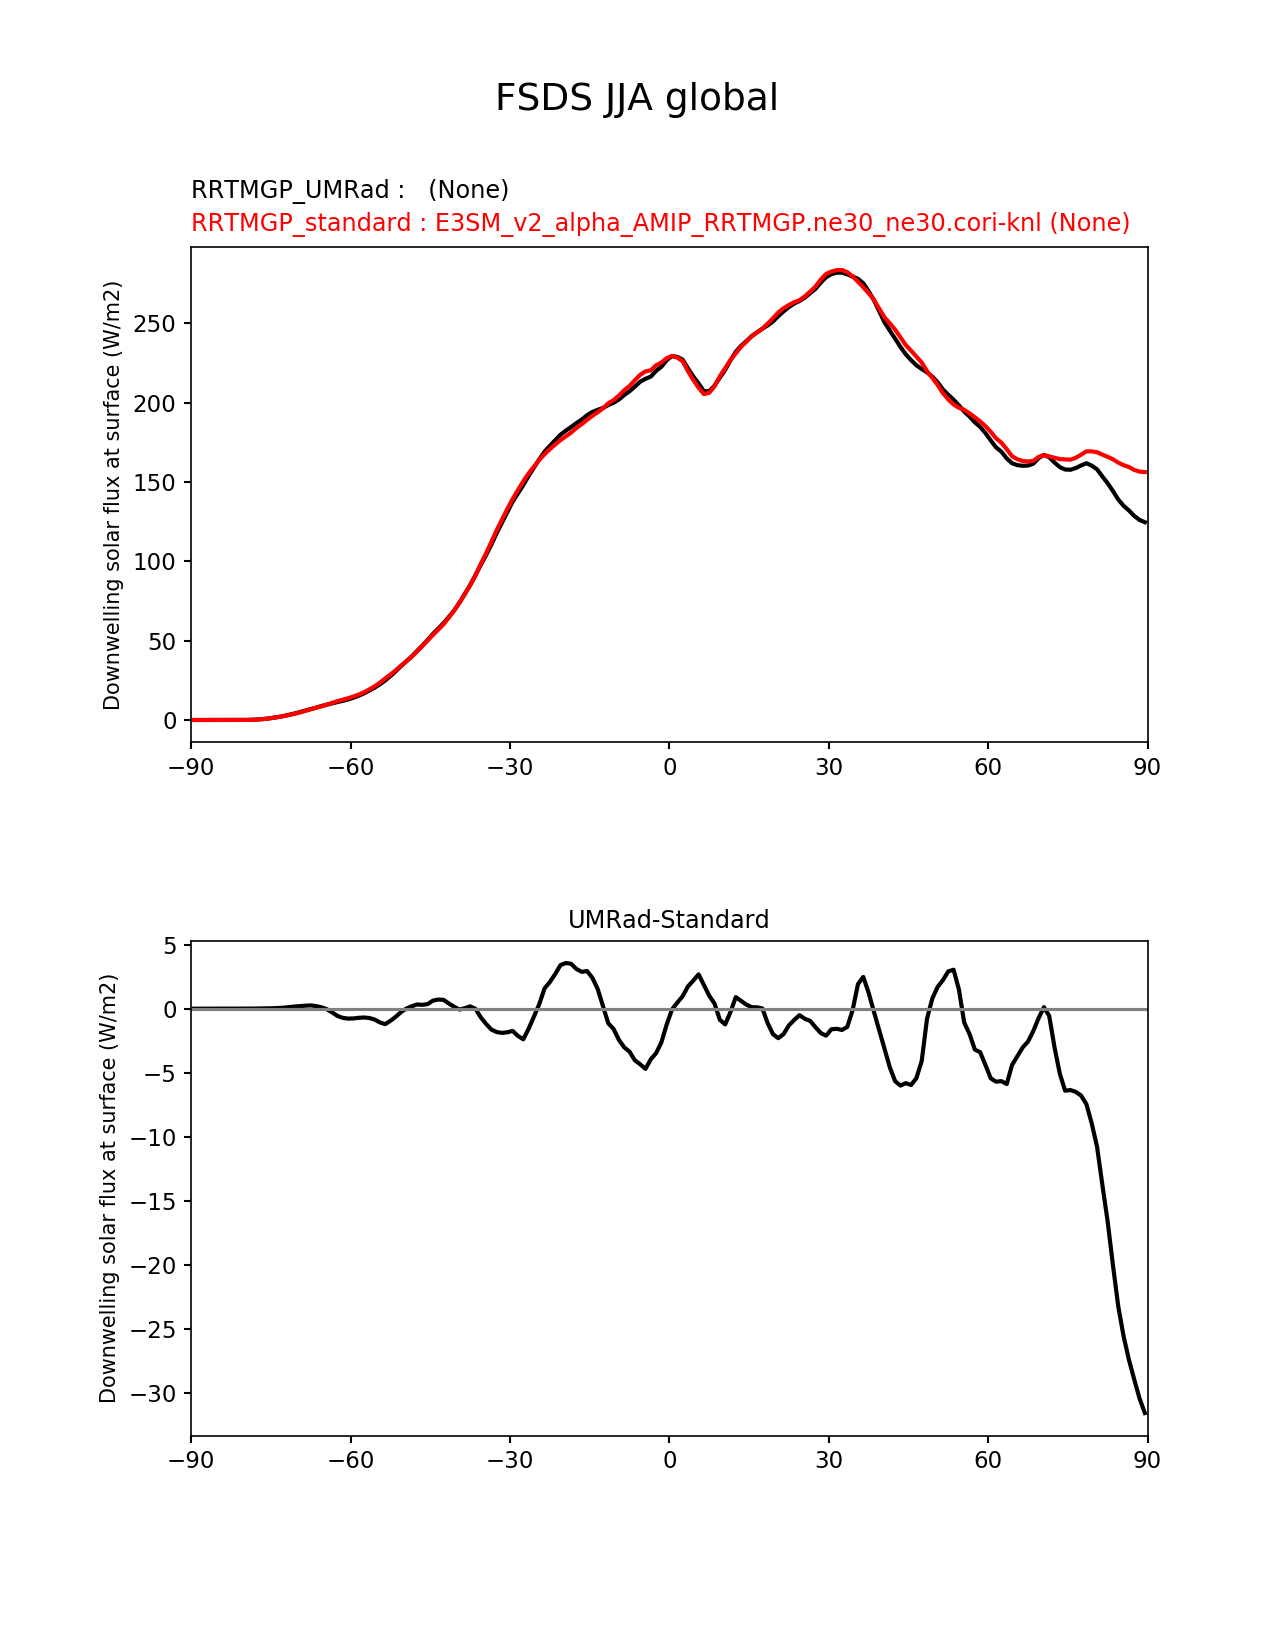 FSDS JJA global
RRTMGP_UMRad :   (None)
RRTMGP_standard : E3SM_v2_alpha_AMIP_RRTMGP.ne30_ne30.cori-knl (None)
Downwelling solar flux at surface (W/m2)
250
200
150
100
50
0
−90 −60 −30 0 30 60 90
UMRad-Standard
Downwelling solar flux at surface (W/m2)
5
0
−5
−10
−15
−20
−25
−30
−90 −60 −30 0 30 60 90